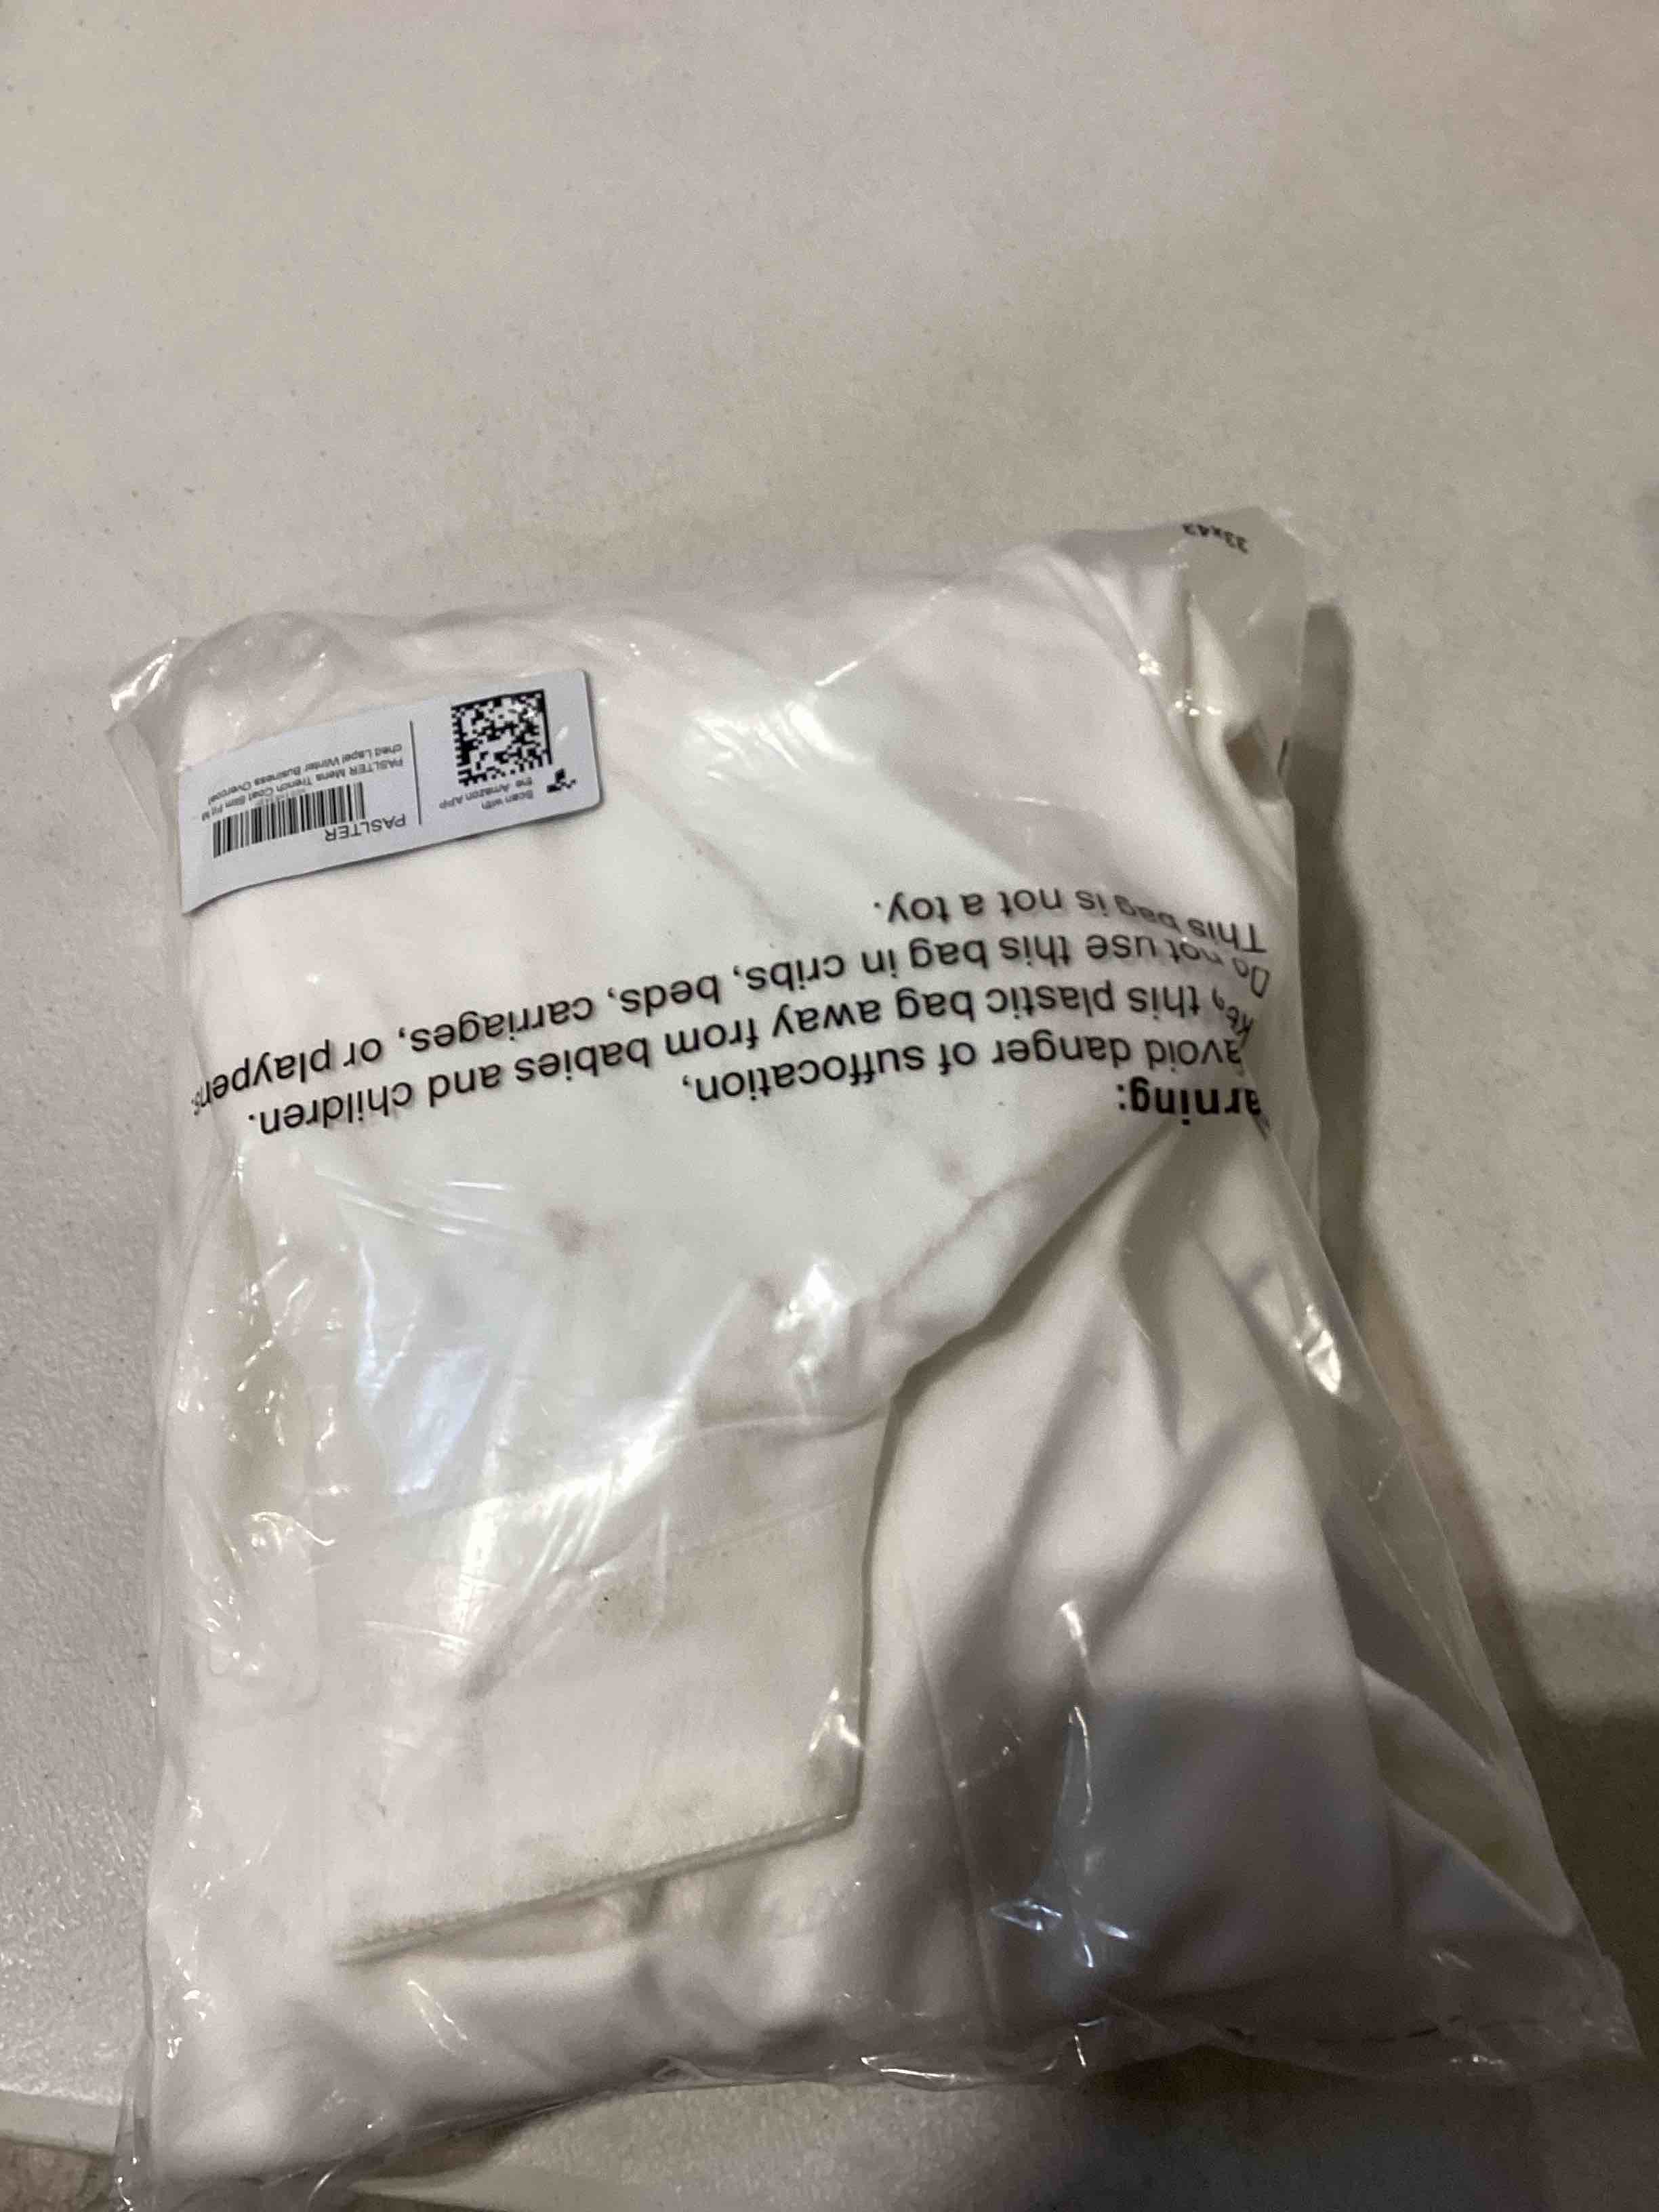 arning:
avoid danger of suffocation,
this plastic bag away from babies and children.
Do not use this bag in cribs, beds, carriages, or playpens
This bag is not a toy.
PASLTER
PASLTER Mens Trench Coat Slim Fit
ched Lapel Winter Business Overcoat
Scan with
the Amazon APP
33x43